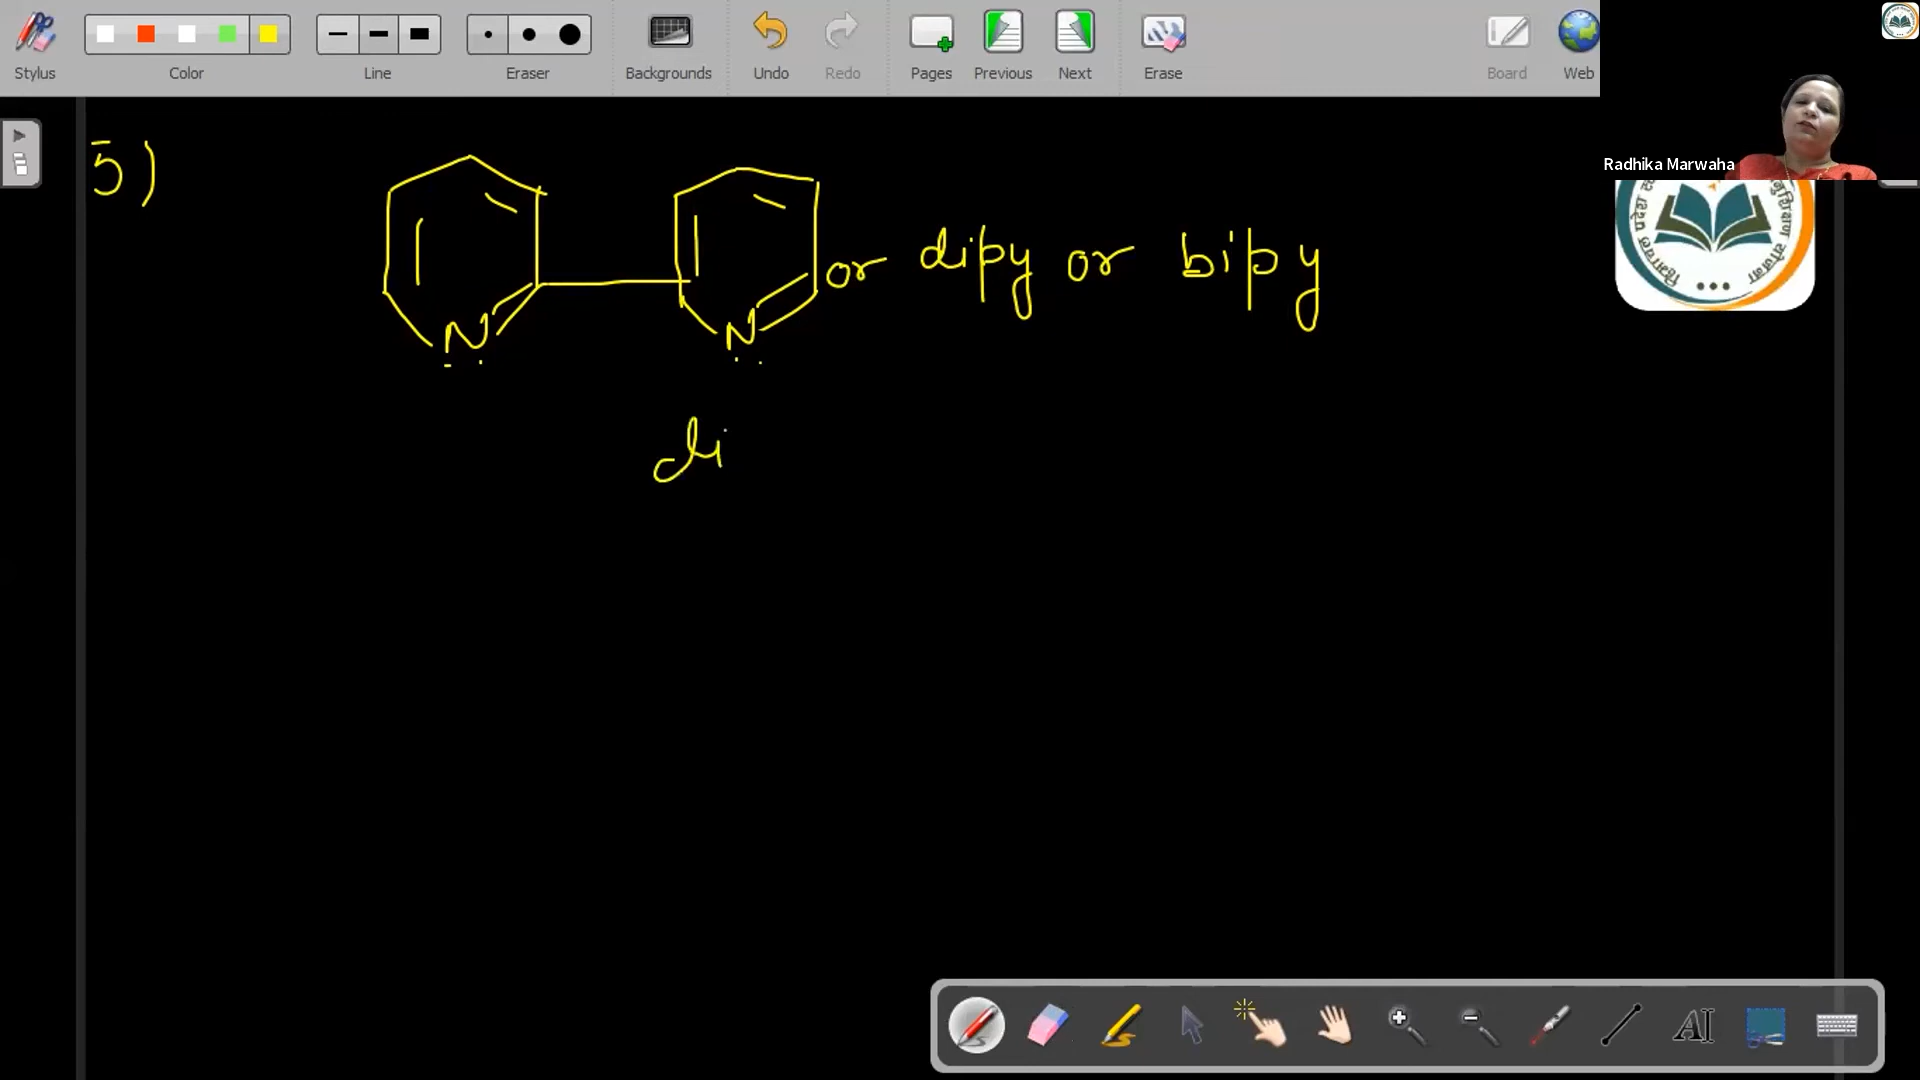 Stylus Color Line Eraser Backgrounds Undo Redo Pages Previous Next Erase Board Web
Radhika Marwaha
5)
N N or dipy or bipy
di
AI